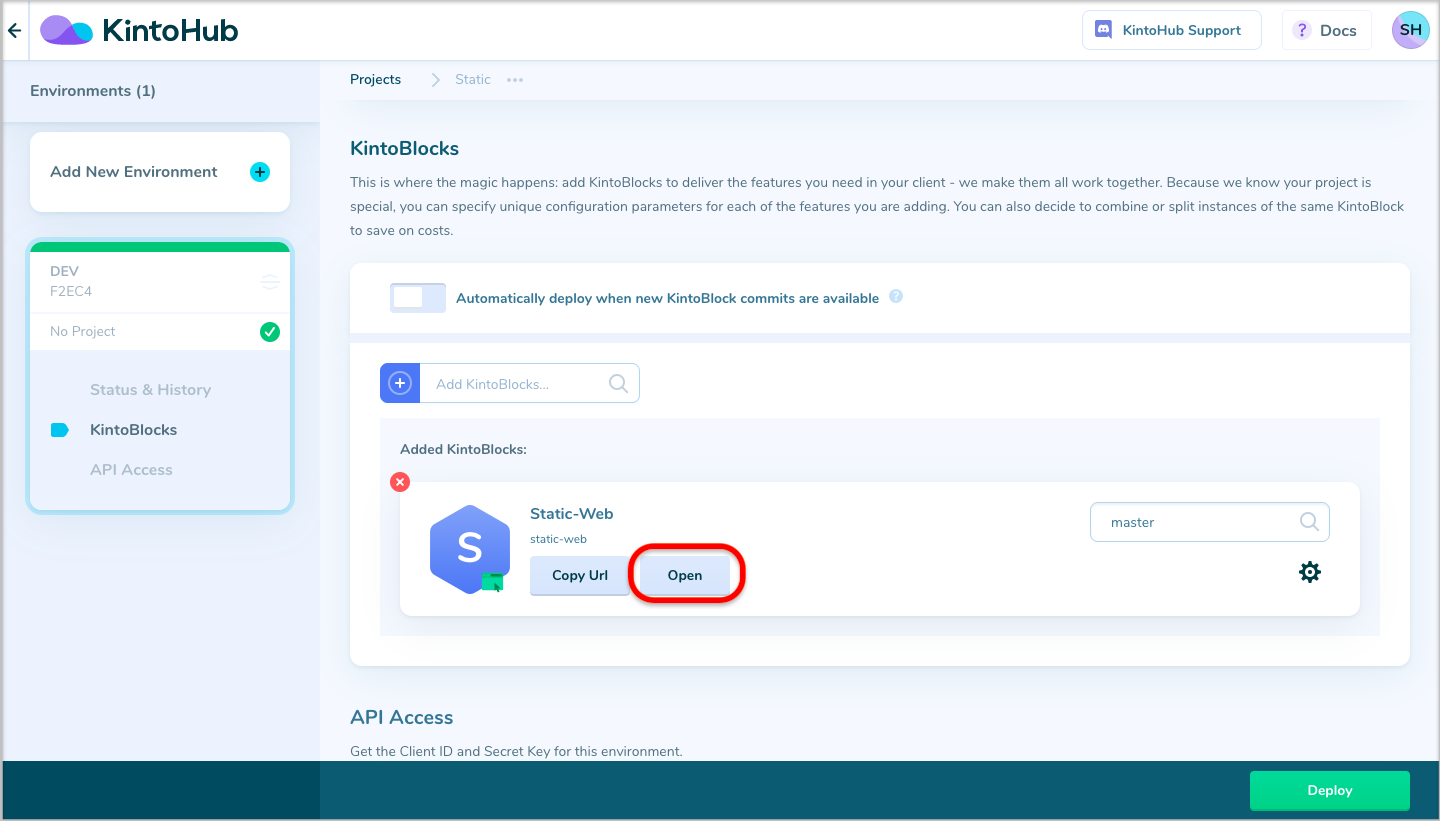 KintoHub
KintoHub Support
? Docs
SH
Environments (1)
Add New Environment
DEV
F2EC4
No Project
Status & History
KintoBlocks
API Access
Projects
Static
KintoBlocks
This is where the magic happens: add KintoBlocks to deliver the features you need in your client - we make them all work together. Because we know your project is
special, you can specify unique configuration parameters for each of the features you are adding. You can also decide to combine or split instances of the same KintoBlock
to save on costs.
Automatically deploy when new KintoBlock commits are available ?
Add KintoBlocks...
Added KintoBlocks:
S
Static-Web
static-web
Copy Url
Open
master
API Access
Get the Client ID and Secret Key for this environment.
Deploy